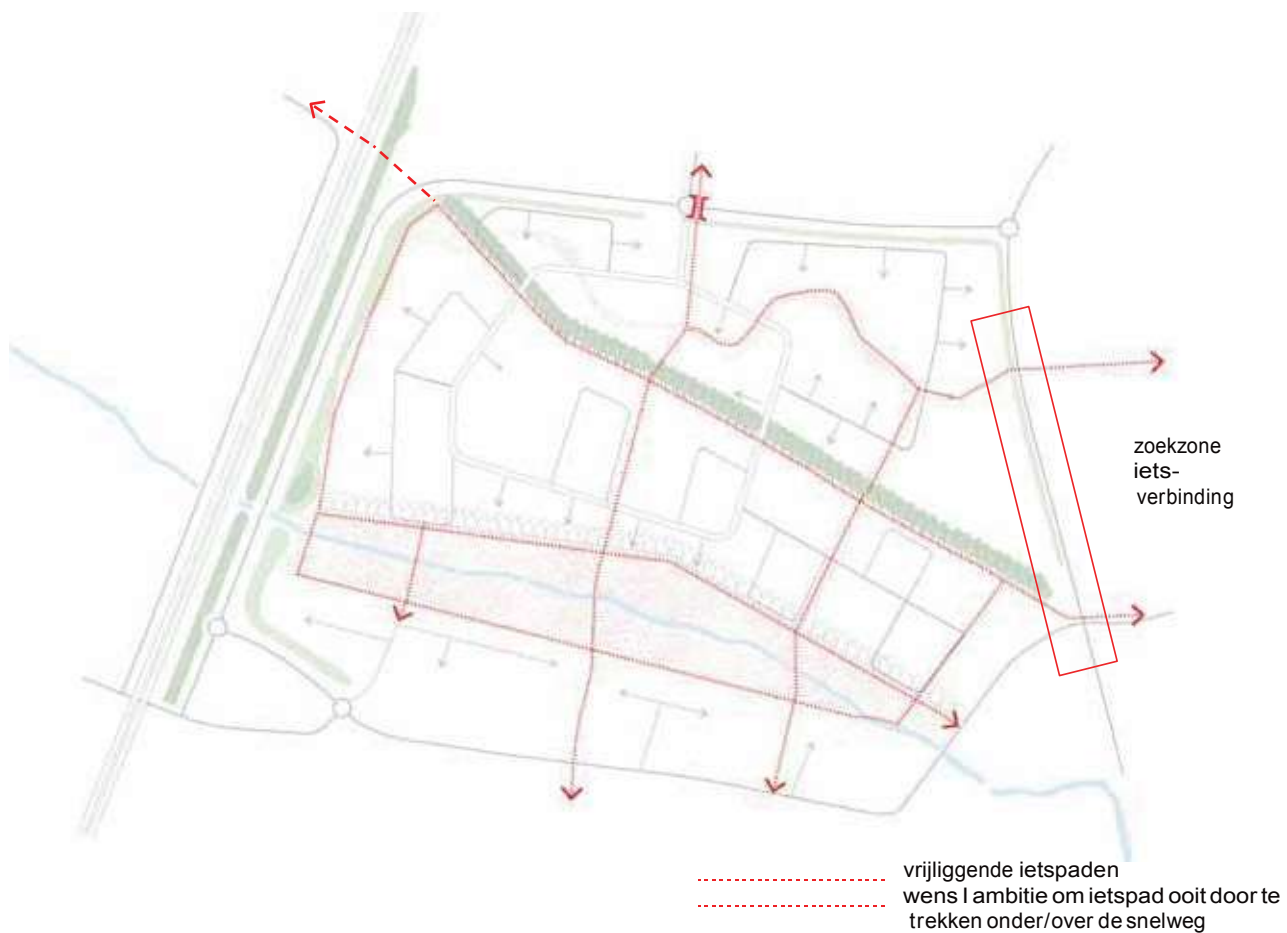 zoekzone
iets-
verbinding
vrijliggende ietspaden
wens I ambitie om ietspad ooit door te
trekken onder/over de snelweg